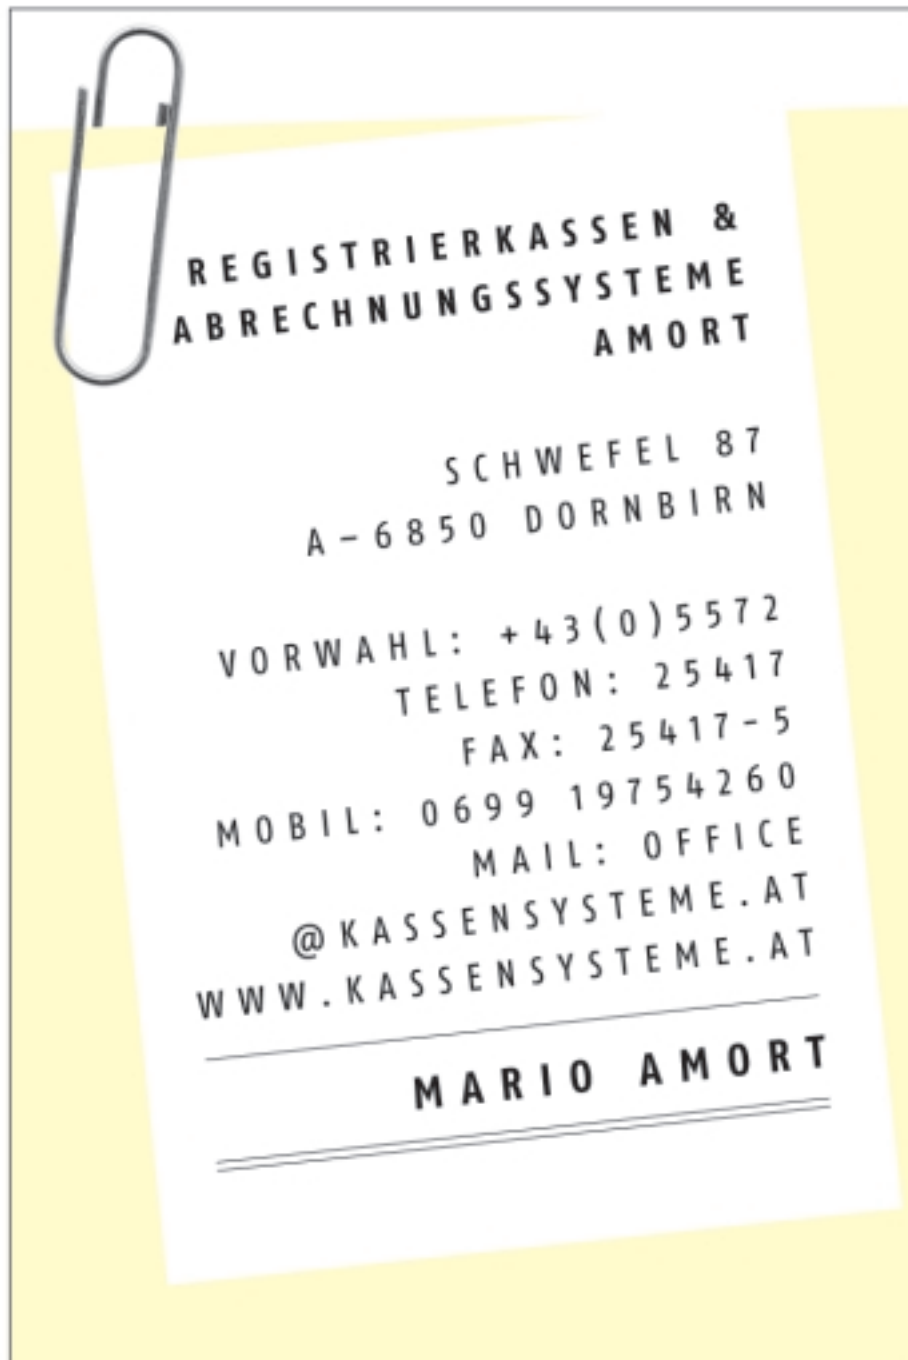 REGISTRIERKASSEN &
ABRECHNUNGSSYSTEME
AMORT
SCHWEFEL 87
A-6850 DORNBIRN
VORWAHL: +43(0)5572
TELEFON: 25417
FAX: 25417-5
MOBIL: 0699 19754260
MAIL: OFFICE
@KASSENSYSTEME.AT
WWW.KASSENSYSTEME.AT
MARIO AMORT